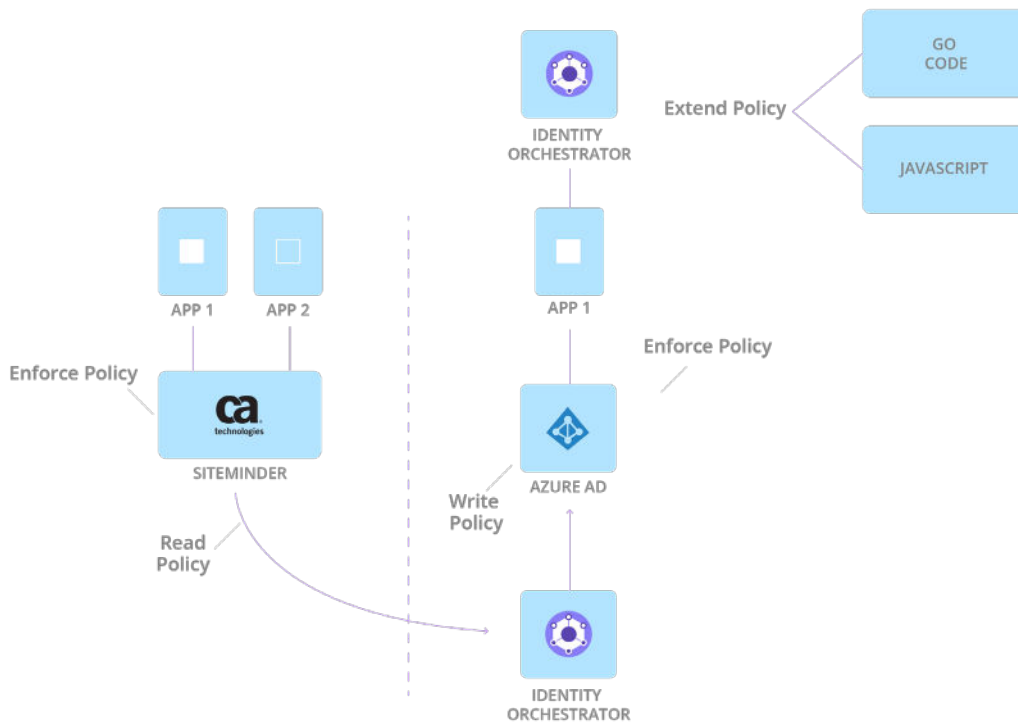 GO
CODE
Extend Policy
IDENTITY
ORCHESTRATOR
JAVASCRIPT
APP 1
APP 2
APP 1
Enforce Policy
Enforce Policy
ca
technologies
SITEMINDER
AZURE AD
Write
Policy
Read
Policy
IDENTITY
ORCHESTRATOR